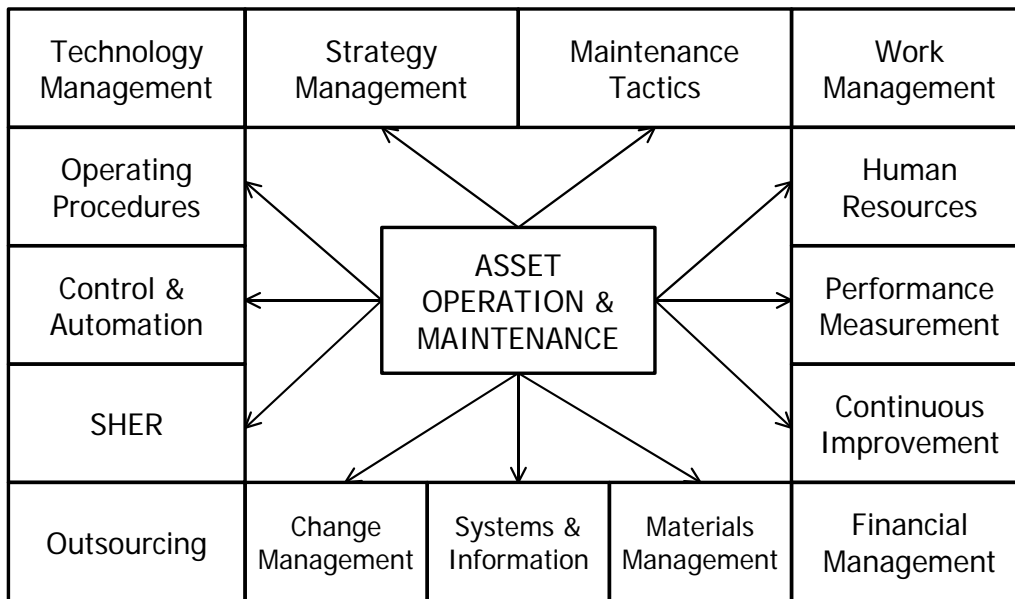 Technology
Management
Strategy
Management
Maintenance
Tactics
Work
Management
Operating
Procedures
Human
Resources
ASSET
OPERATION &
MAINTENANCE
Control &
Automation
Performance
Measurement
SHER
Continuous
Improvement
Outsourcing
Change
Management
Systems &
Information
Materials
Management
Financial
Management